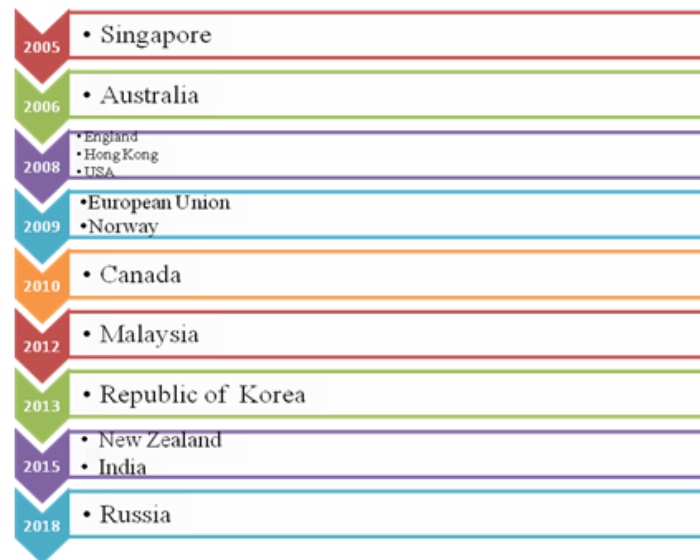 2005
• Singapore
2006
• Australia
2008
• England
• Hong Kong
• USA
2009
•European Union
•Norway
2010
• Canada
2012
• Malaysia
2013
• Republic of Korea
2015
• New Zealand
• India
2018
• Russia